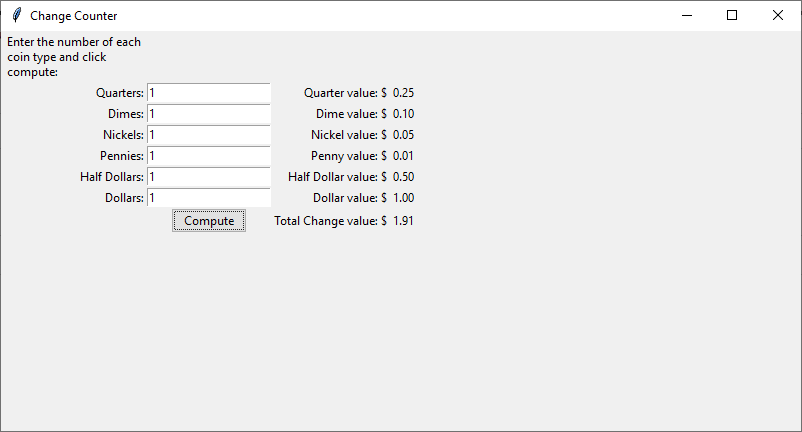 Change Counter
Enter the number of each
coin type and click
compute:
Quarters: 1 Quarter value: $ 0.25
Dimes: 1 Dime value: $ 0.10
Nickels: 1 Nickel value: $ 0.05
Pennies: 1 Penny value: $ 0.01
Half Dollars: 1 Half Dollar value: $ 0.50
Dollars: 1 Dollar value: $ 1.00
Compute Total Change value: $ 1.91